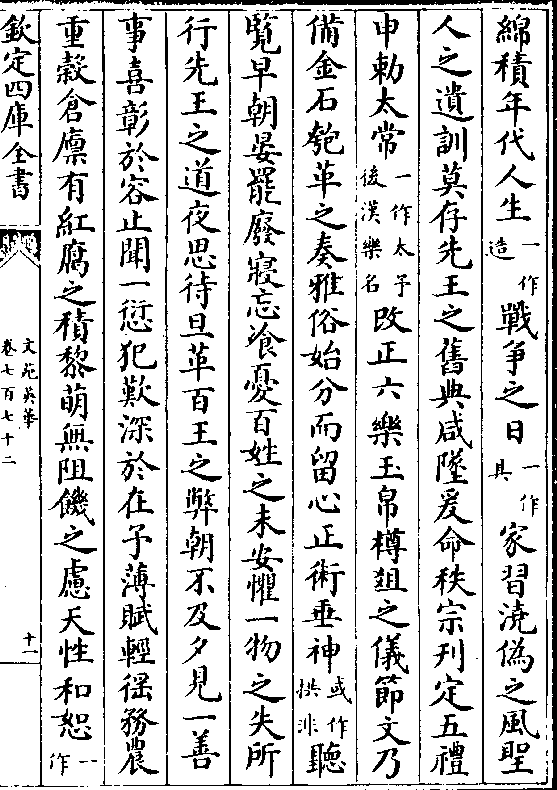 綿積年代人生一作造戰爭之日一作具家習澆偽之風聖
人之遺訓莫存先王之舊典咸墜爰命秩宗刋定五禮
申勅太常一作太予後漢樂名改正六樂玉帛樽爼之儀節文乃
備金石匏革之奏雅俗始分而留心正術垂神或作拱非聽
覽早朝晏罷廢寢忘飡憂百姓之未安懼一物之失所
行先王之道夜思待旦革百王之弊朝不及夕見一善
事喜彰於容止聞一愆犯歎深於在予薄賦輕徭務農
重糓倉廪有紅腐之積黎萌無阻饑之慮天性和恕一作
欽定四庫全書
文苑英華
卷七百七十二
十一